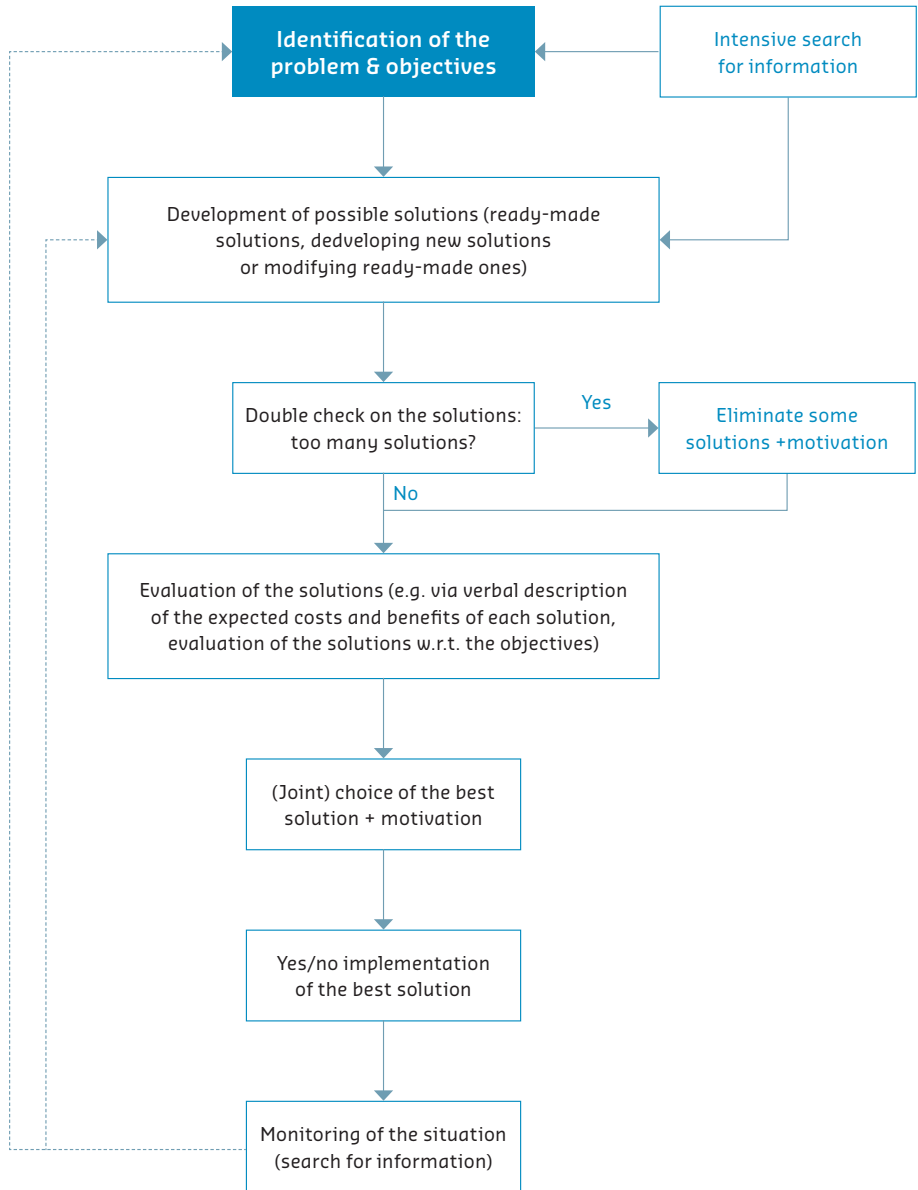 Identification of the
problem & objectives
Intensive search
for information
Development of possible solutions (ready-made
solutions, dedveloping new solutions
or modifying ready-made ones)
Double check on the solutions:
too many solutions?
Yes
Eliminate some
solutions +motivation
No
Evaluation of the solutions (e.g. via verbal description
of the expected costs and benefits of each solution,
evaluation of the solutions w.r.t. the objectives)
(Joint) choice of the best
solution + motivation
Yes/no implementation
of the best solution
Monitoring of the situation
(search for information)